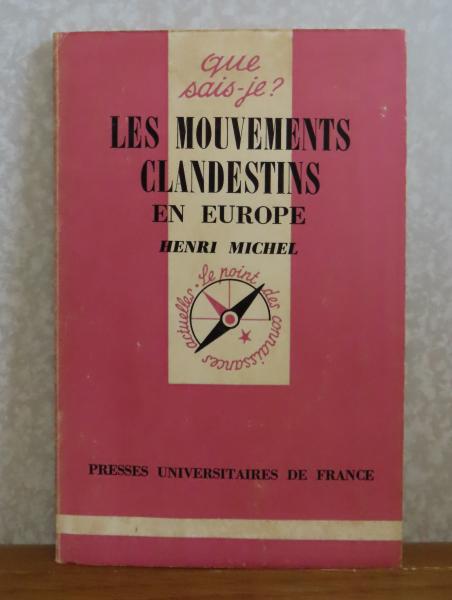 que
sais-je?
LES MOUVEMENTS
CLANDESTINS
EN EUROPE
HENRI MICHEL
Le point des connaissances actuelles
PRESSES UNIVERSITAIRES DE FRANCE